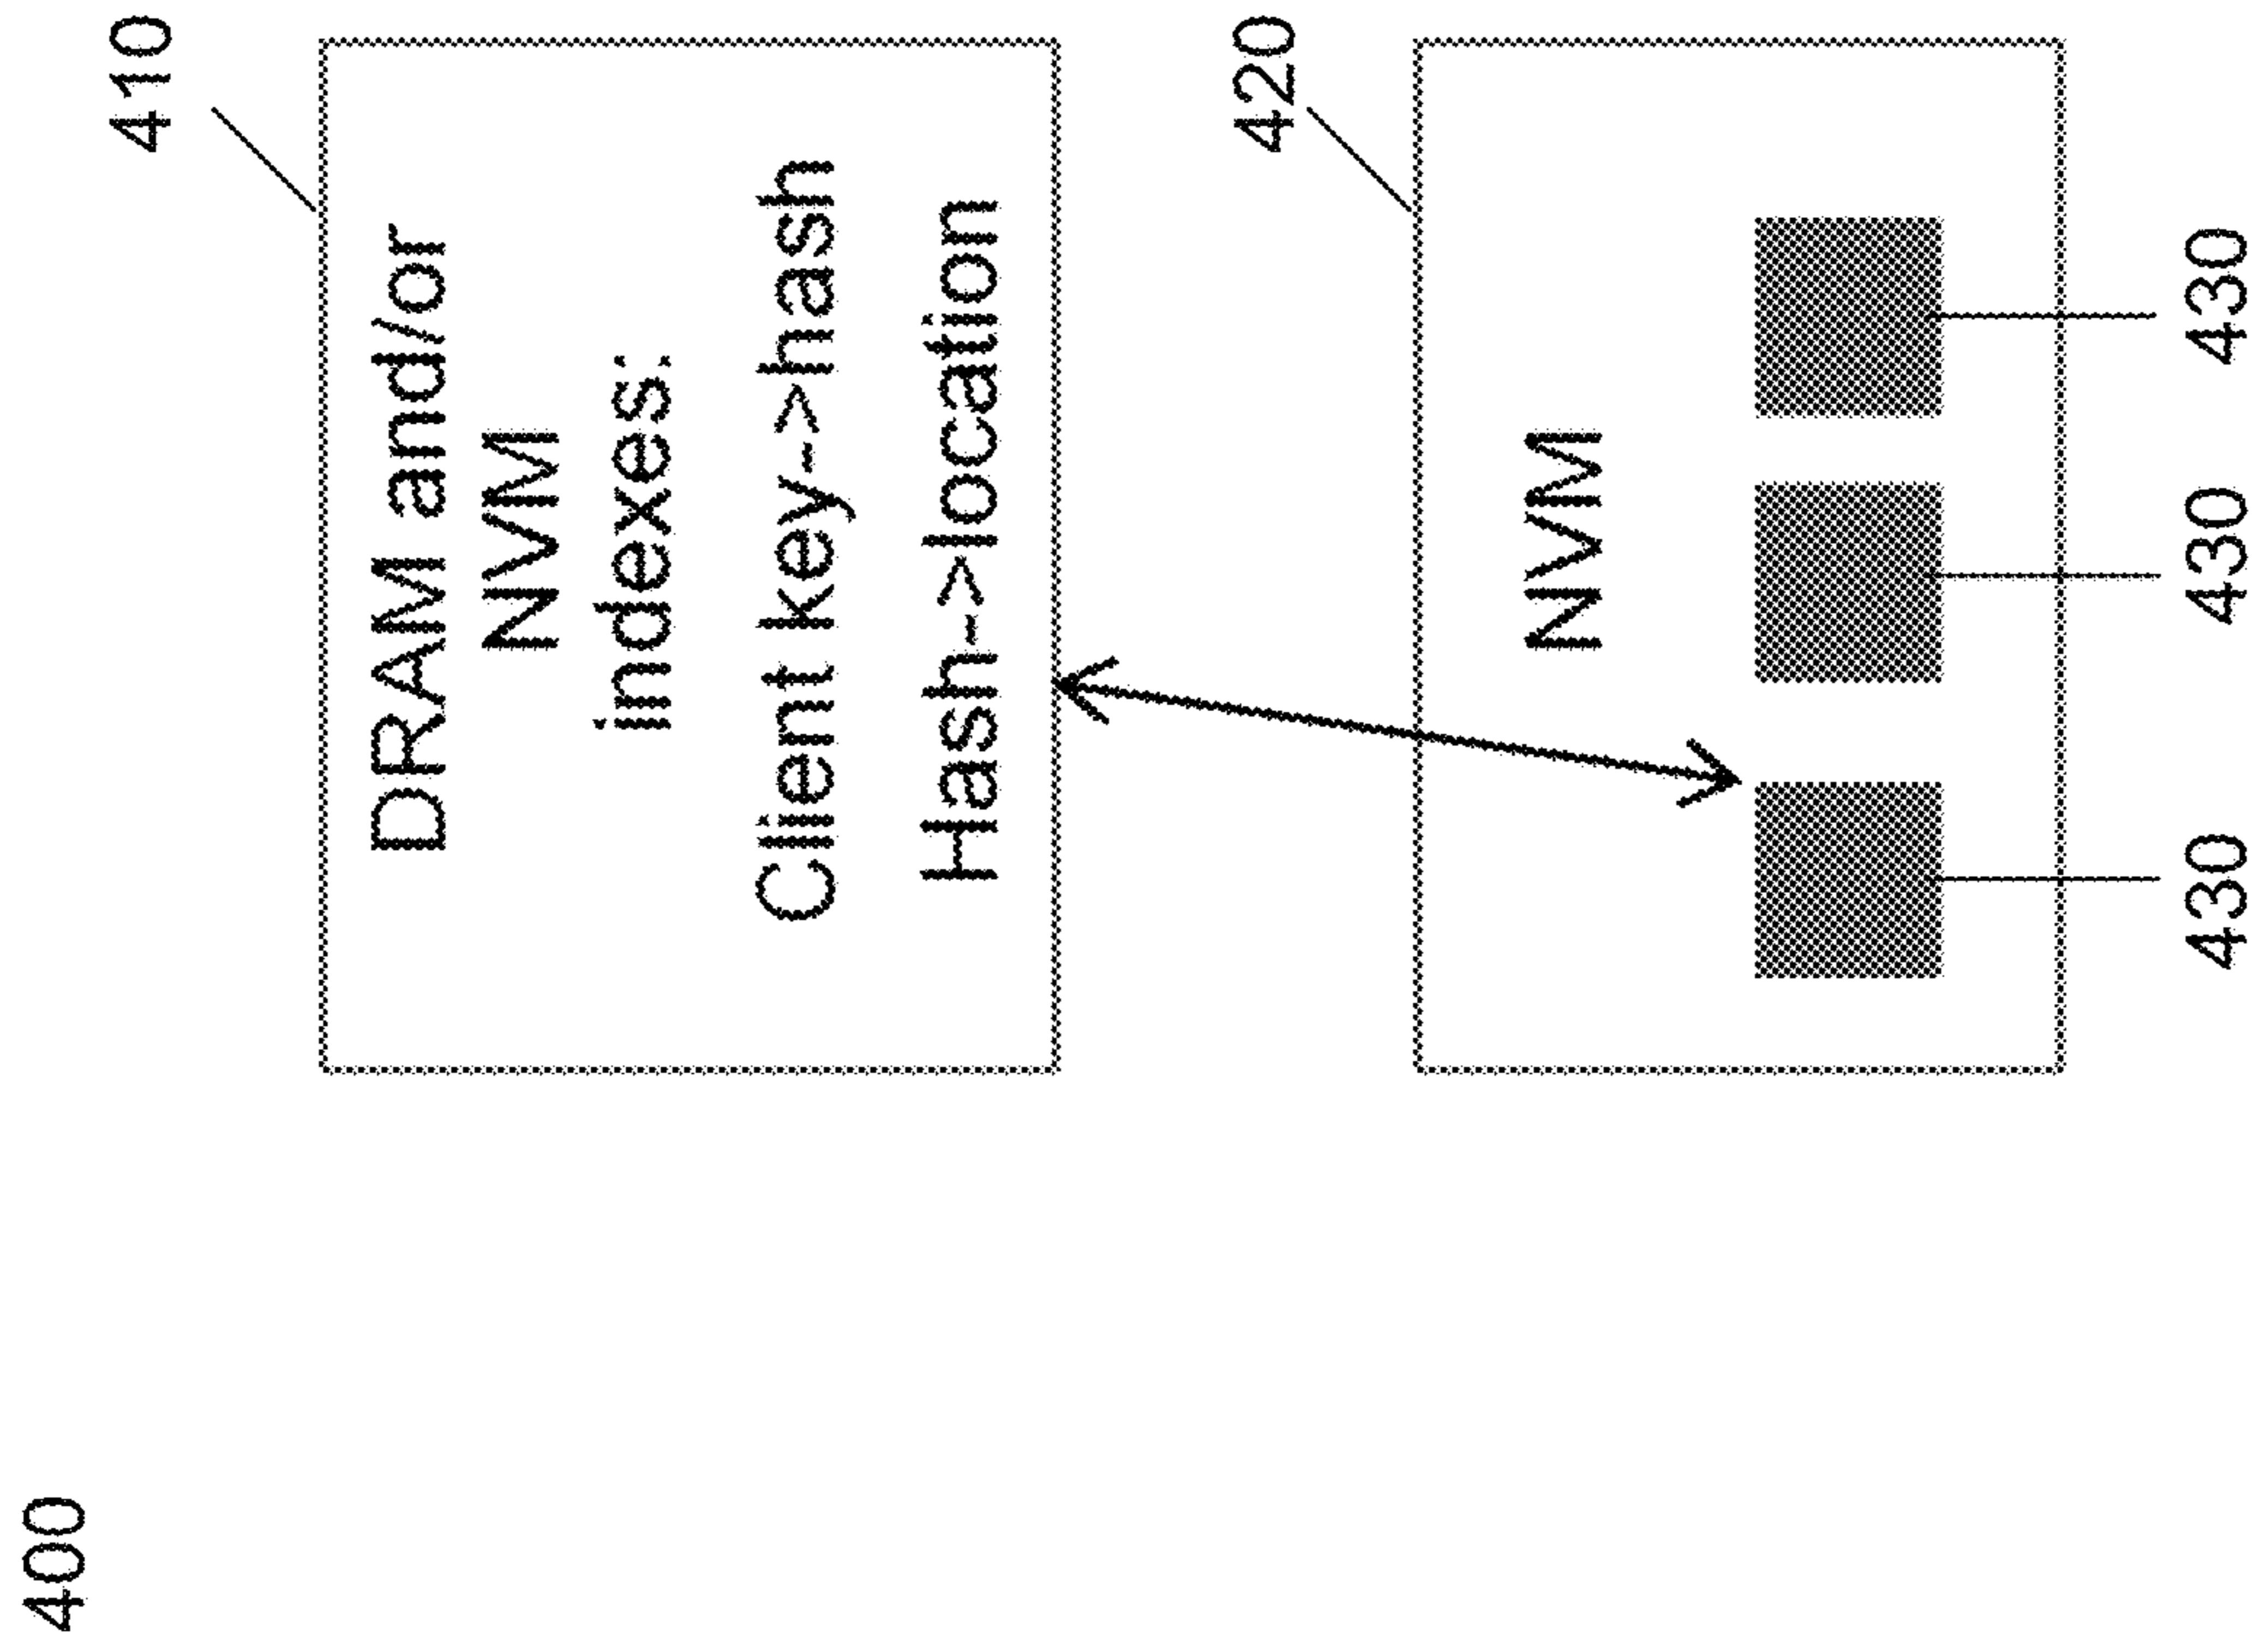 400
410
DRAM and/or
NVM
indexes:
Client key->hash
Hash->location
420
NVM
430
430
430